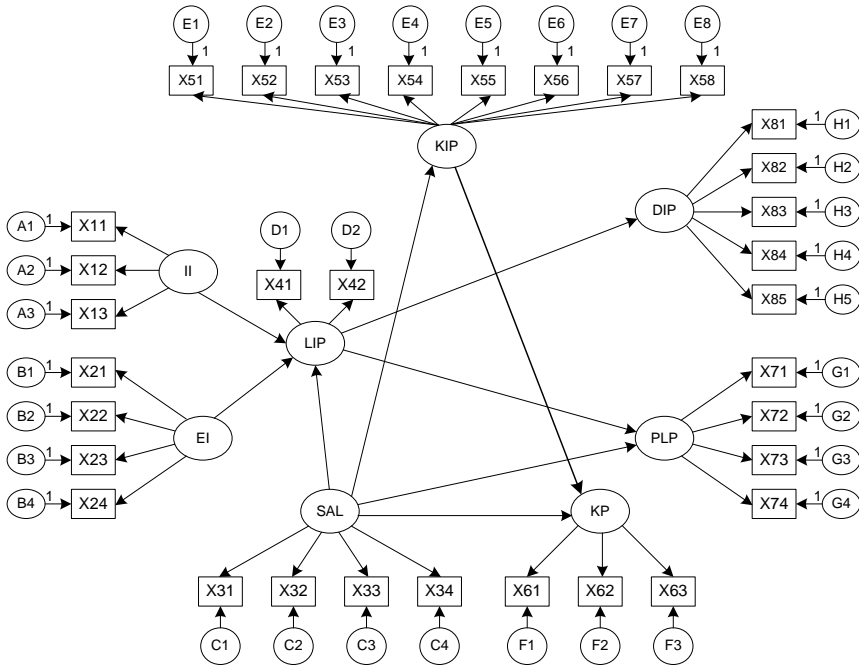 E1 E2 E3 E4 E5 E6 E7 E8
1 1 1 1 1 1 1 1
X51 X52 X53 X54 X55 X56 X57 X58
KIP
X81 1 H1
X82 1 H2
DIP
X83 1 H3
X84 1 H4
X85 1 H5
A1 1 X11
A2 1 X12
A3 1 X13
II
D1 D2
X41 X42
LIP
B1 1 X21
B2 1 X22
B3 1 X23
B4 1 X24
EI
X71 1 G1
X72 1 G2
PLP
X73 1 G3
X74 1 G4
SAL KP
X31 X32 X33 X34 X61 X62 X63
C1 C2 C3 C4 F1 F2 F3